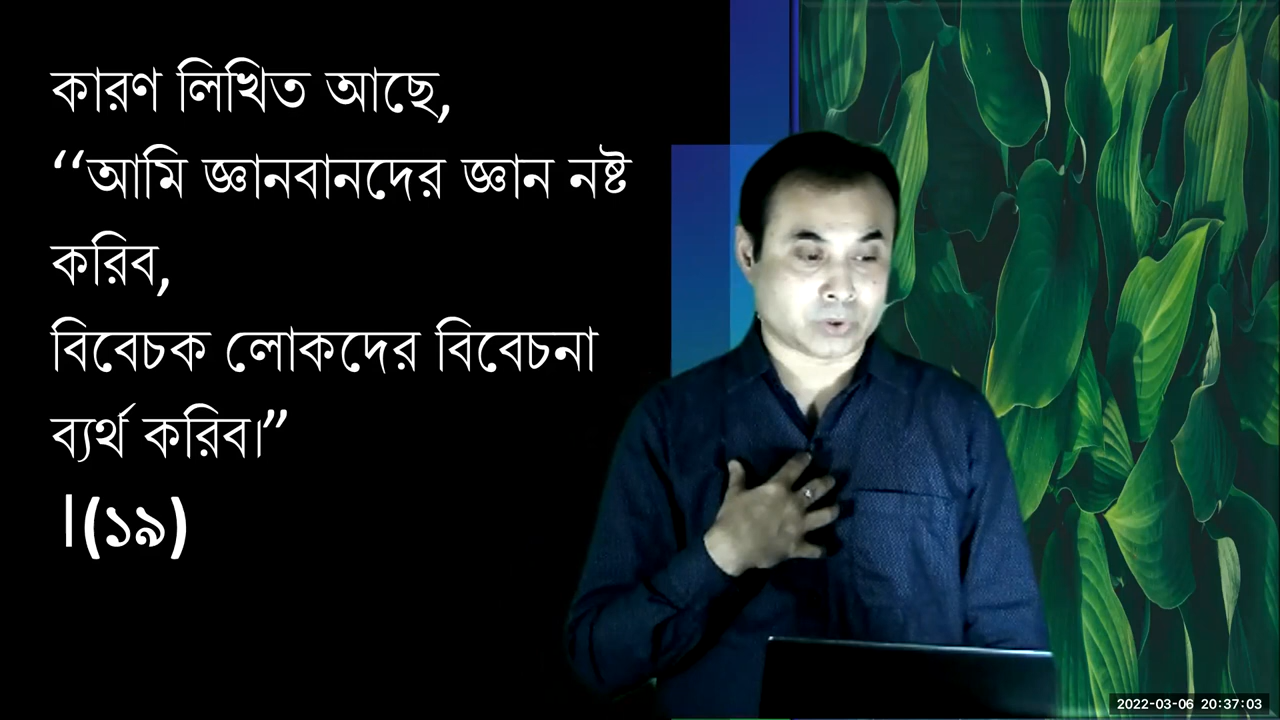 কারণ লিখিত আছে,
‘‘আমি জ্ঞানবানদের জ্ঞান নষ্ট
করিব,
বিবেচক লোকদের বিবেচনা
ব্যর্থ করিব।”
।(১৯)
2022-03-06 20:37:03